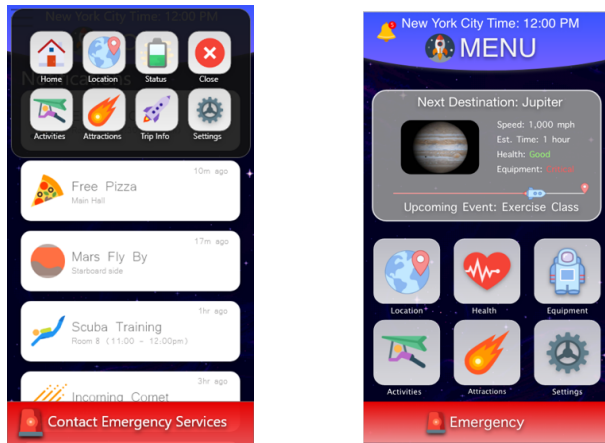 New York City Time: 12:00 PM
Home Location Status Close
Activities Attractions Trip Info Settings
10m ago
Free Pizza
Main Hall
17m ago
Mars Fly By
Starboard side
1hr ago
Scuba Training
Room 8 (11:00 - 12:00pm)
3hr ago
Incoming Comet
Contact Emergency Services
New York City Time: 12:00 PM
MENU
Next Destination: Jupiter
Speed: 1,000 mph
Est. Time: 1 hour
Health: Good
Equipment:
Upcoming Event: Exercise Class
Location Health Equipment
Activities Attractions Settings
Emergency